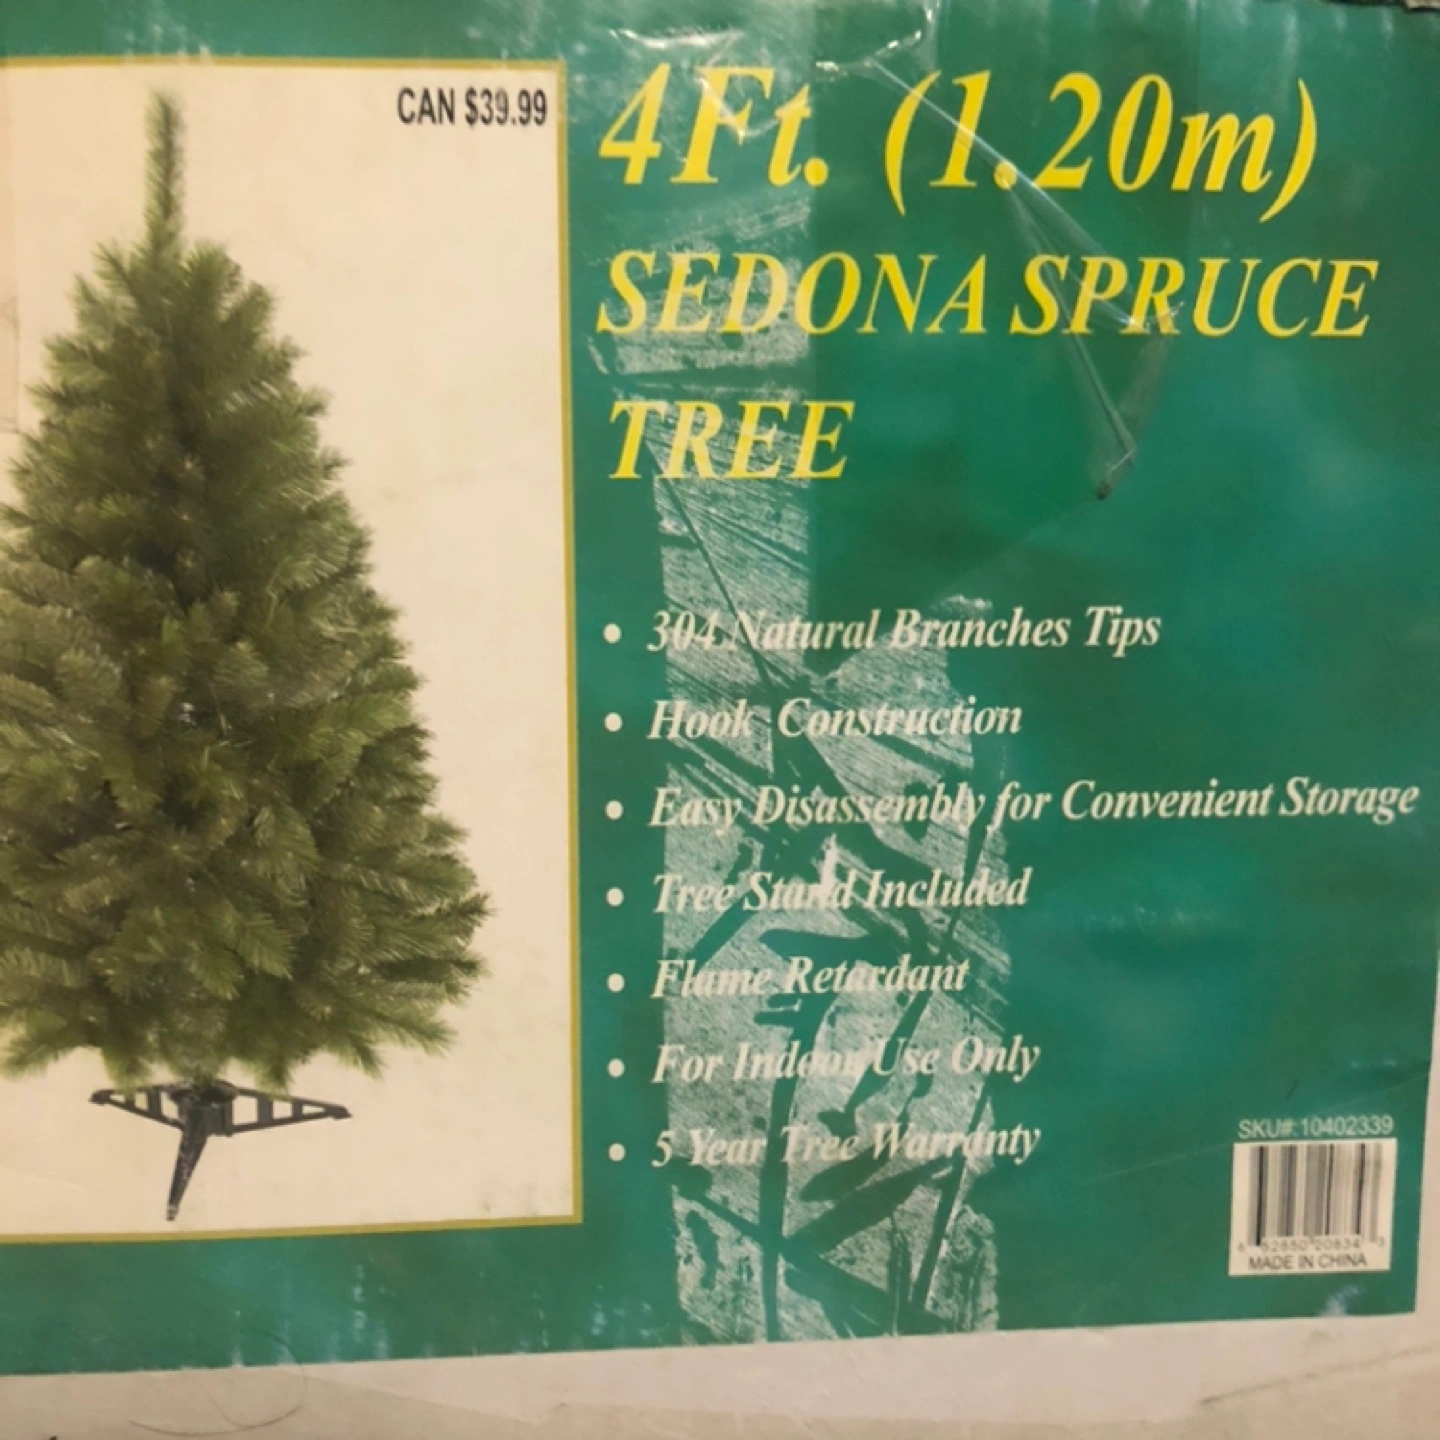 CAN $39.99
4Ft. (1.20m)
SEDONA SPRUCE
TREE
• 304 Natural Branches Tips
• Hook Construction
• Easy Disassembly for Convenient Storage
• Tree Stand Included
• Flame Retardant
• For Indoor Use Only
• 5 Year Tree Warranty
SKU#:10402339
MADE IN CHINA